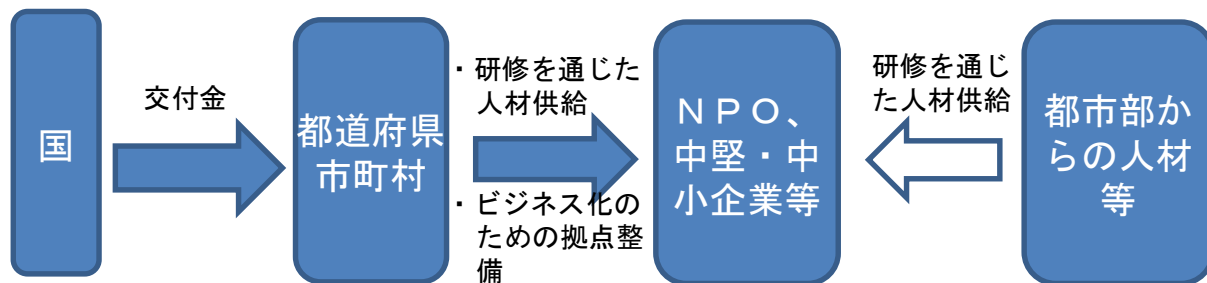 国
交付金
都道府県
市町村
・研修を通じた
人材供給
・ビジネス化の
ための拠点整
備
ＮＰＯ、
中堅・中
小企業等
研修を通じ
た人材供給
都市部か
らの人材
等